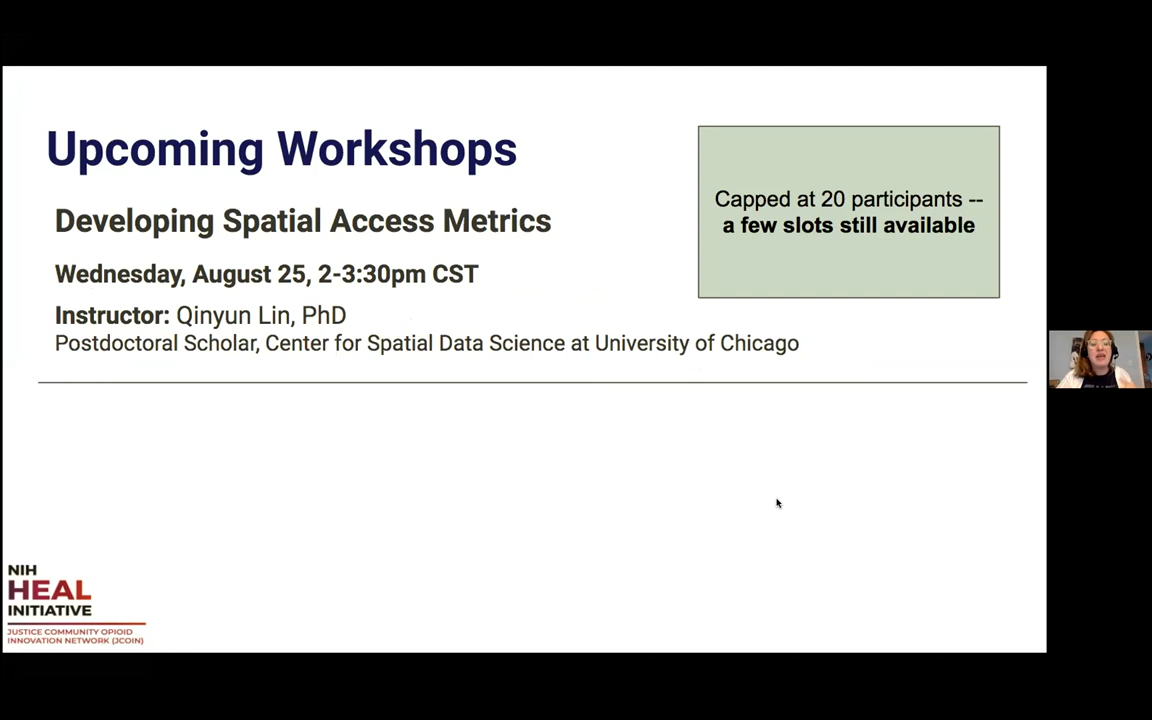 Upcoming Workshops
Developing Spatial Access Metrics
Wednesday, August 25, 2-3:30pm CST
Instructor: Qinyun Lin, PhD
Postdoctoral Scholar, Center for Spatial Data Science at University of Chicago
Capped at 20 participants --
a few slots still available
NIH
HEAL
INITIATIVE
JUSTICE COMMUNITY OPIOID
INNOVATION NETWORK (JCOIN)